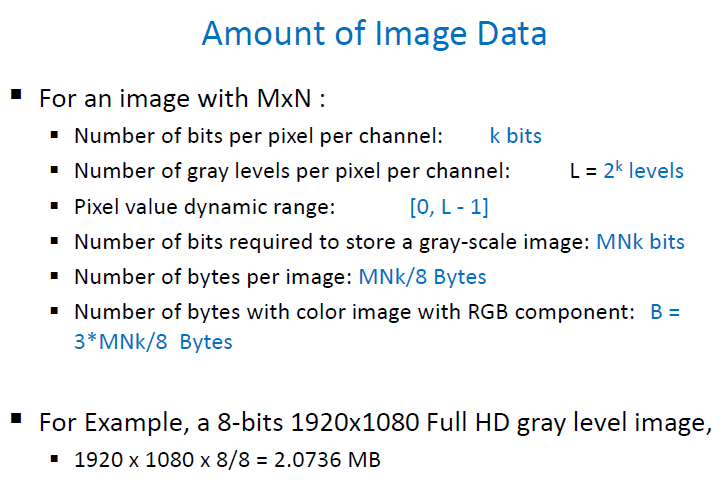 Amount of Image Data
▪ For an image with MxN :
▪ Number of bits per pixel per channel: k bits
▪ Number of gray levels per pixel per channel: L = 2ᵏ levels
▪ Pixel value dynamic range: [0, L - 1]
▪ Number of bits required to store a gray-scale image: MNk bits
▪ Number of bytes per image: MNk/8 Bytes
▪ Number of bytes with color image with RGB component: B =
3*MNk/8 Bytes
▪ For Example, a 8-bits 1920x1080 Full HD gray level image,
▪ 1920 x 1080 x 8/8 = 2.0736 MB